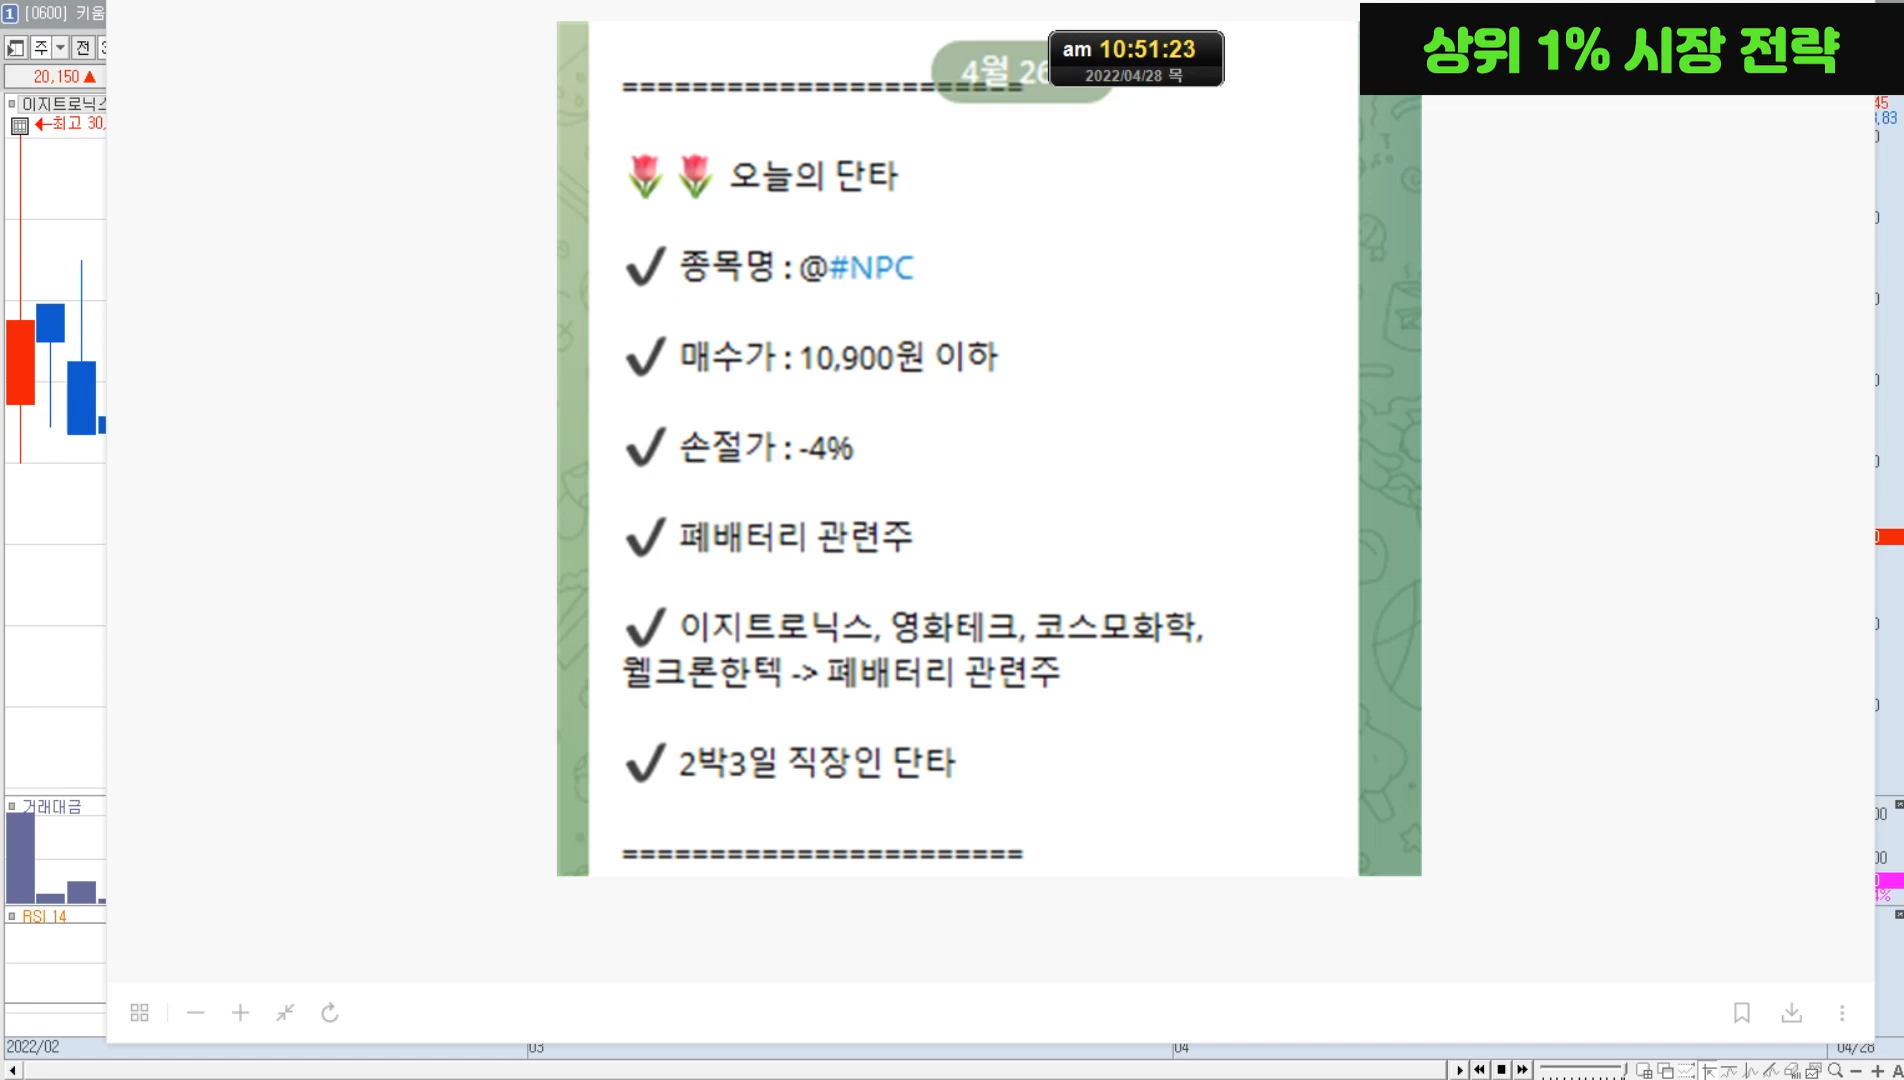 1 [0600] 키움
상위 1% 시장 전략
주 전
20,150 ▲
이지트로닉스
←최고 30,
am 10:51:23
2022/04/28 목
4월 26
=======================
🌷🌷 오늘의 단타
✔ 종목명 : @#NPC
✔ 매수가 : 10,900원 이하
✔ 손절가 : -4%
✔ 폐배터리 관련주
✔ 이지트로닉스, 영화테크, 코스모화학,
웰크론한텍 -> 폐배터리 관련주
✔ 2박3일 직장인 단타
=======================
거래대금
RSI 14
2022/02
03
04
04/28